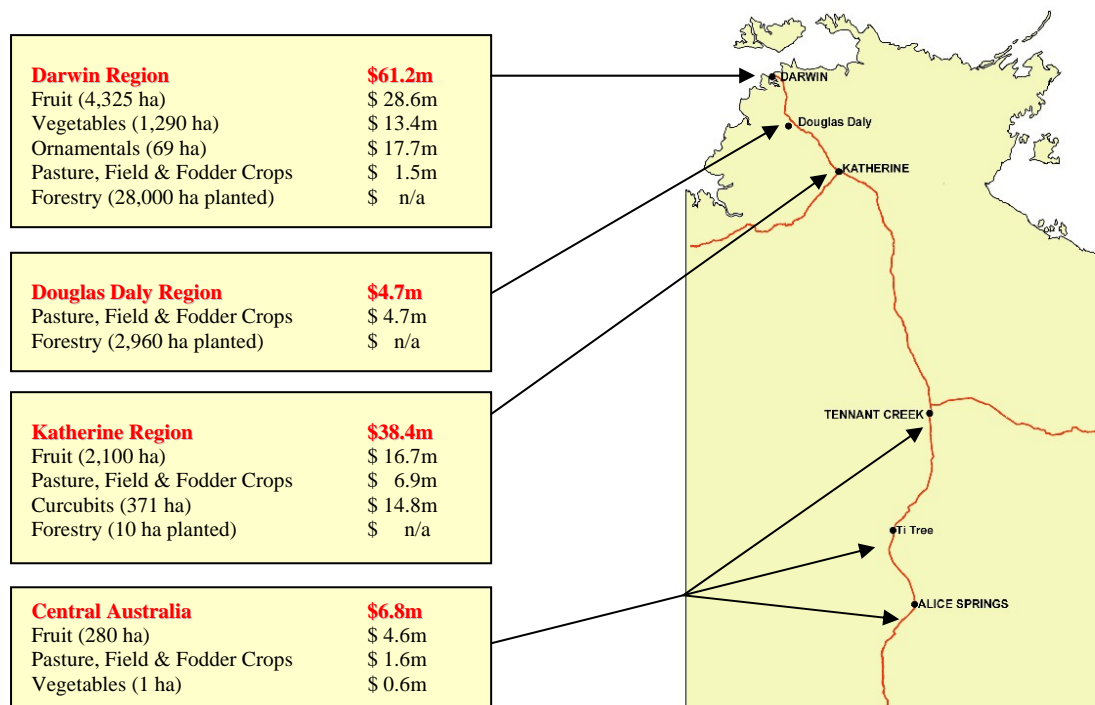 Darwin Region $61.2m
Fruit (4,325 ha) $ 28.6m
Vegetables (1,290 ha) $ 13.4m
Ornamentals (69 ha) $ 17.7m
Pasture, Field & Fodder Crops $ 1.5m
Forestry (28,000 ha planted) $ n/a
Douglas Daly Region $4.7m
Pasture, Field & Fodder Crops $ 4.7m
Forestry (2,960 ha planted) $ n/a
Katherine Region $38.4m
Fruit (2,100 ha) $ 16.7m
Pasture, Field & Fodder Crops $ 6.9m
Curcubits (371 ha) $ 14.8m
Forestry (10 ha planted) $ n/a
Central Australia $6.8m
Fruit (280 ha) $ 4.6m
Pasture, Field & Fodder Crops $ 1.6m
Vegetables (1 ha) $ 0.6m
DARWIN
Douglas Daly
KATHERINE
TENNANT CREEK
Ti Tree
ALICE SPRINGS